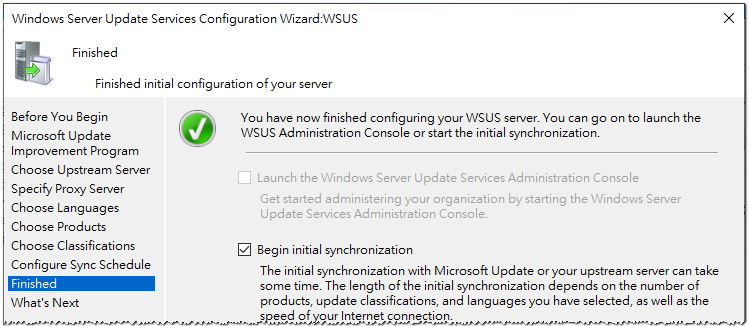 Windows Server Update Services Configuration Wizard:WSUS
Finished
Finished initial configuration of your server
Before You Begin
Microsoft Update
Improvement Program
Choose Upstream Server
Specify Proxy Server
Choose Languages
Choose Products
Choose Classifications
Configure Sync Schedule
Finished
What's Next
You have now finished configuring your WSUS server. You can go on to launch the
WSUS Administration Console or start the initial synchronization.
Launch the Windows Server Update Services Administration Console
Get started administering your organization by starting the Windows Server
Update Services Administration Console.
Begin initial synchronization
The initial synchronization with Microsoft Update or your upstream server can take
some time. The length of the initial synchronization depends on the number of
products, update classifications, and languages you have selected, as well as the
speed of your Internet connection.